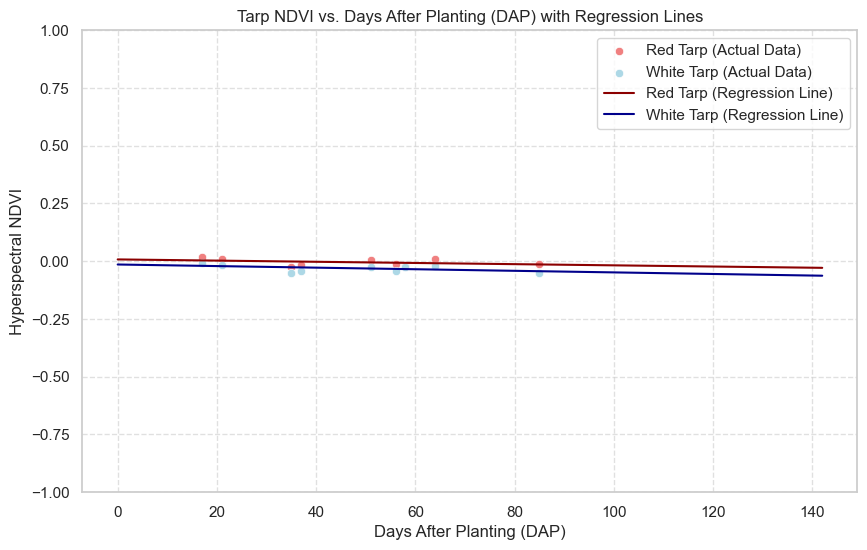 Tarp NDVI vs. Days After Planting (DAP) with Regression Lines
Red Tarp (Actual Data)
White Tarp (Actual Data)
Red Tarp (Regression Line)
White Tarp (Regression Line)
Hyperspectral NDVI
1.00
0.75
0.50
0.25
0.00
−0.25
−0.50
−0.75
−1.00
0 20 40 60 80 100 120 140
Days After Planting (DAP)